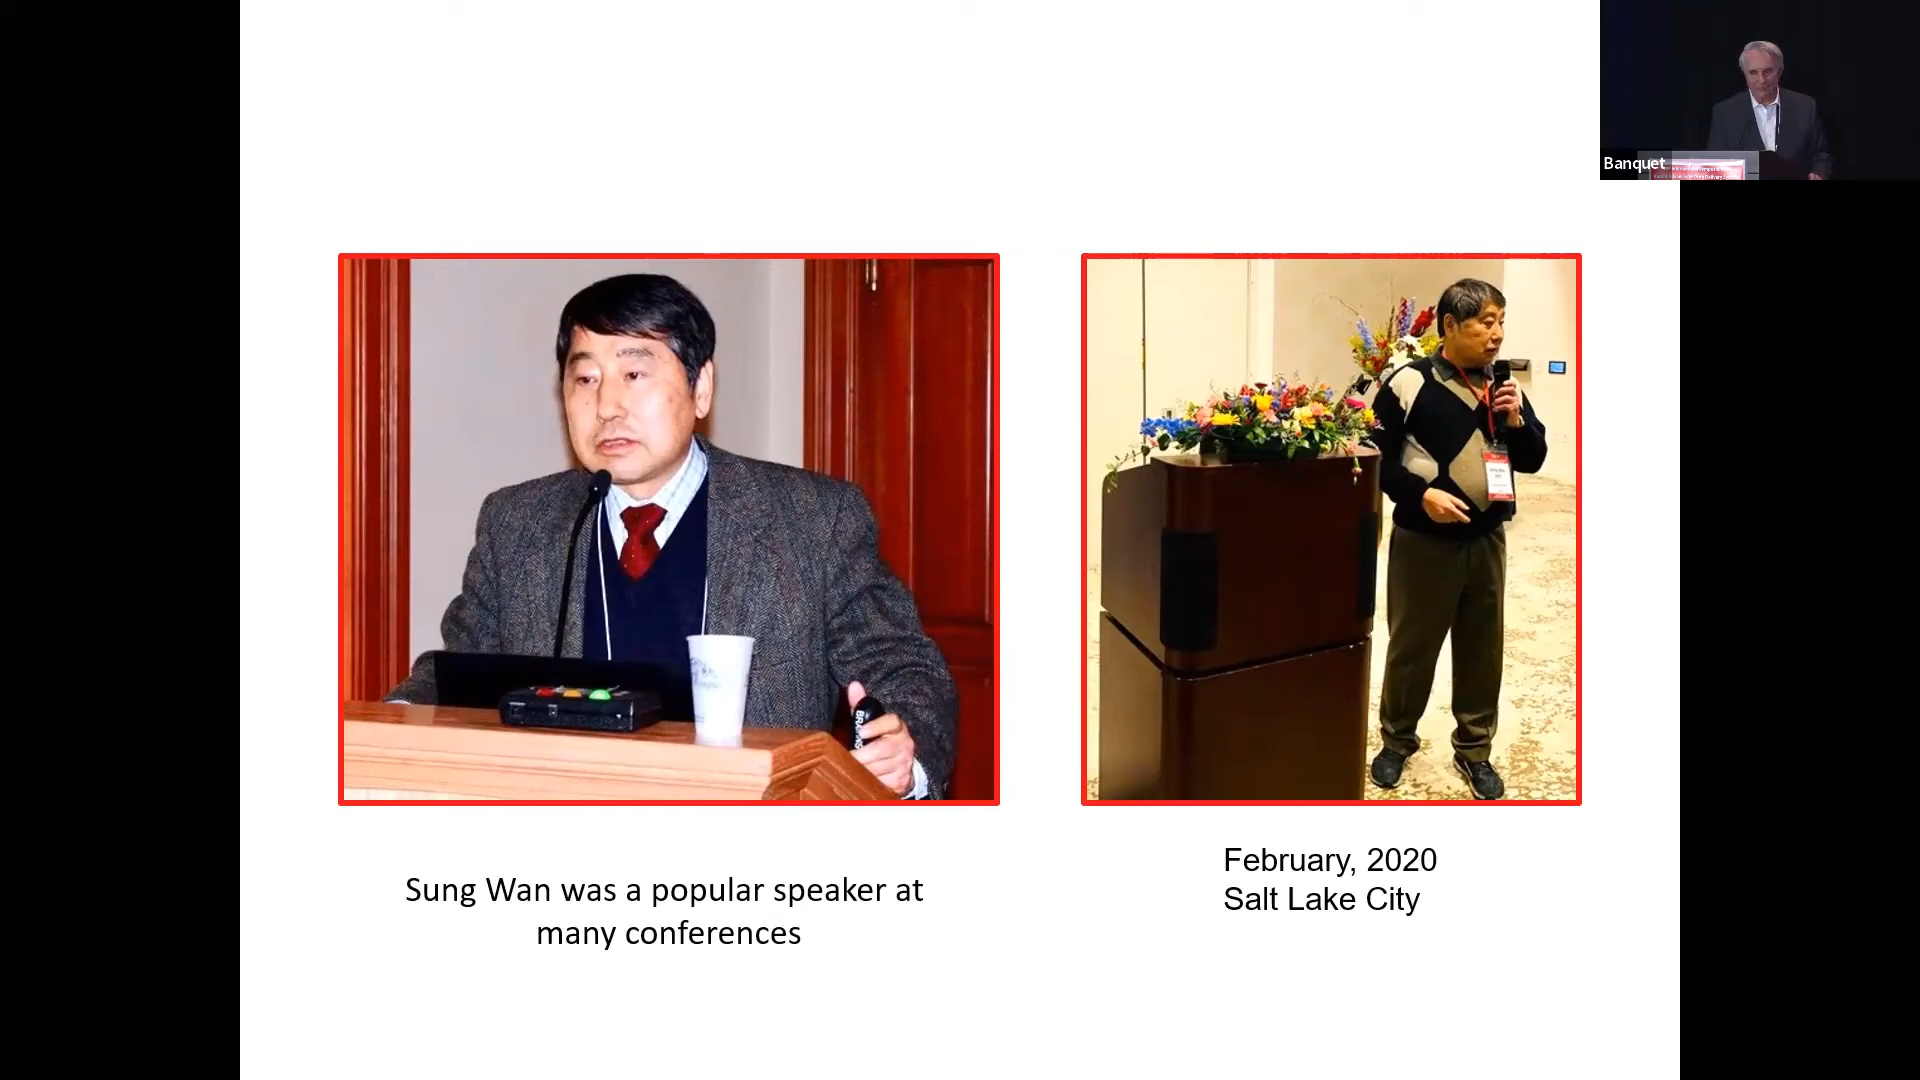 Banquet
Sung Wan was a popular speaker at
many conferences
February, 2020
Salt Lake City